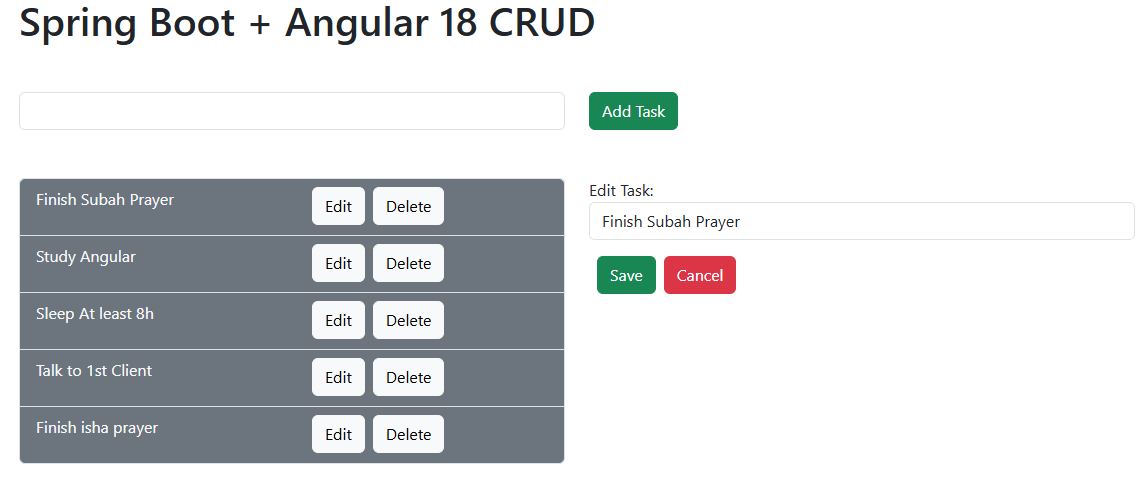 Spring Boot + Angular 18 CRUD
Add Task
Finish Subah Prayer Edit Delete
Study Angular Edit Delete
Sleep At least 8h Edit Delete
Talk to 1st Client Edit Delete
Finish isha prayer Edit Delete
Edit Task:
Finish Subah Prayer
Save Cancel